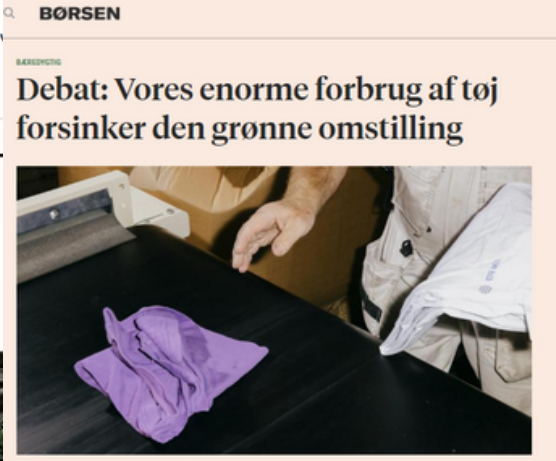 BØRSEN
BÆREDYGTIG
Debat: Vores enorme forbrug af tøj
forsinker den grønne omstilling